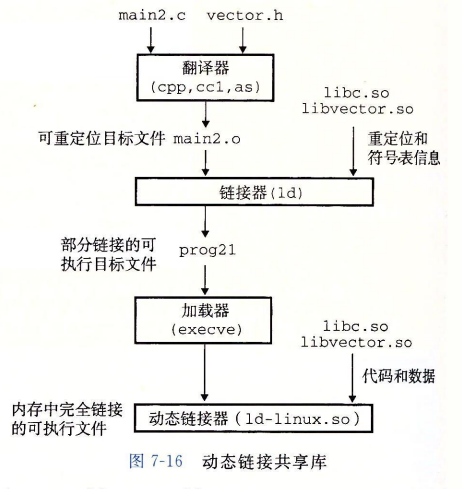 main2.c vector.h
翻译器
(cpp,cc1,as)
libc.so
libvector.so
可重定位目标文件 main2.o
重定位和
符号表信息
链接器(ld)
部分链接的可
执行目标文件
prog21
加载器
(execve)
libc.so
libvector.so
代码和数据
内存中完全链接
的可执行文件
动态链接器(ld-linux.so)
图 7-16 动态链接共享库